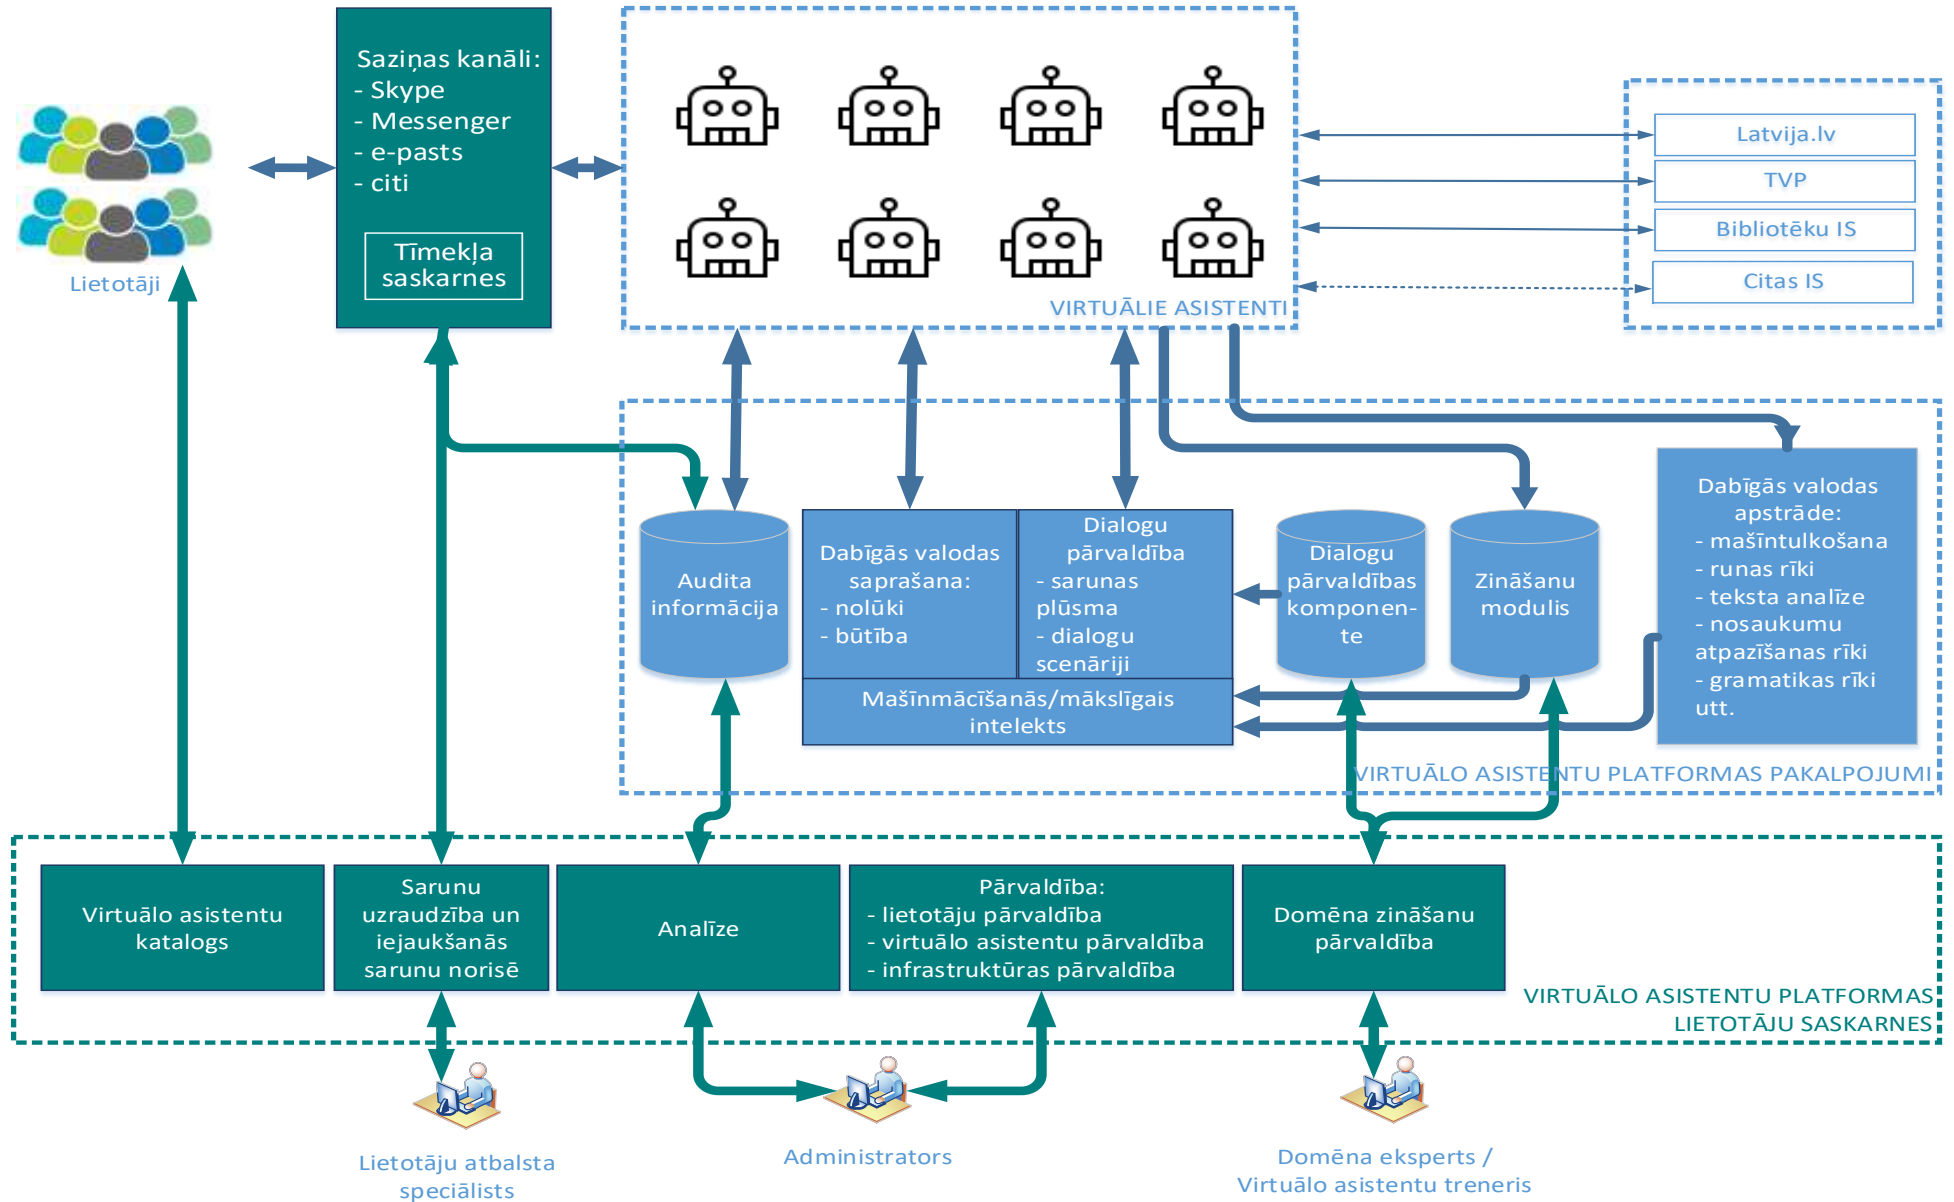 Saziņas kanāli:
- Skype
- Messenger
- e-pasts
- citi
Tīmekļa
saskarnes
Lietotāji
VIRTUĀLIE ASISTENTI
Latvija.lv
TVP
Bibliotēku IS
Citas IS
Audita
informācija
Dabīgās valodas
saprašana:
- nolūki
- būtība
Dialogu
pārvaldība
- sarunas
plūsma
- dialogu
scenāriji
Mašīnmācīšanās/mākslīgais
intelekts
Dialogu
pārvaldības
komponen-
te
Zināšanu
modulis
Dabīgās valodas
apstrāde:
- mašīntulkošana
- runas rīki
- teksta analīze
- nosaukumu
atpazīšanas rīki
- gramatikas rīki
utt.
VIRTUĀLO ASISTENTU PLATFORMAS PAKALPOJUMI
Virtuālo asistentu
katalogs
Sarunu
uzraudzība un
iejaukšanās
sarunu norisē
Analīze
Pārvaldība:
- lietotāju pārvaldība
- virtuālo asistentu pārvaldība
- infrastruktūras pārvaldība
Domēna zināšanu
pārvaldība
VIRTUĀLO ASISTENTU PLATFORMAS
LIETOTĀJU SASKARNES
Lietotāju atbalsta
speciālists
Administrators
Domēna eksperts /
Virtuālo asistentu treneris